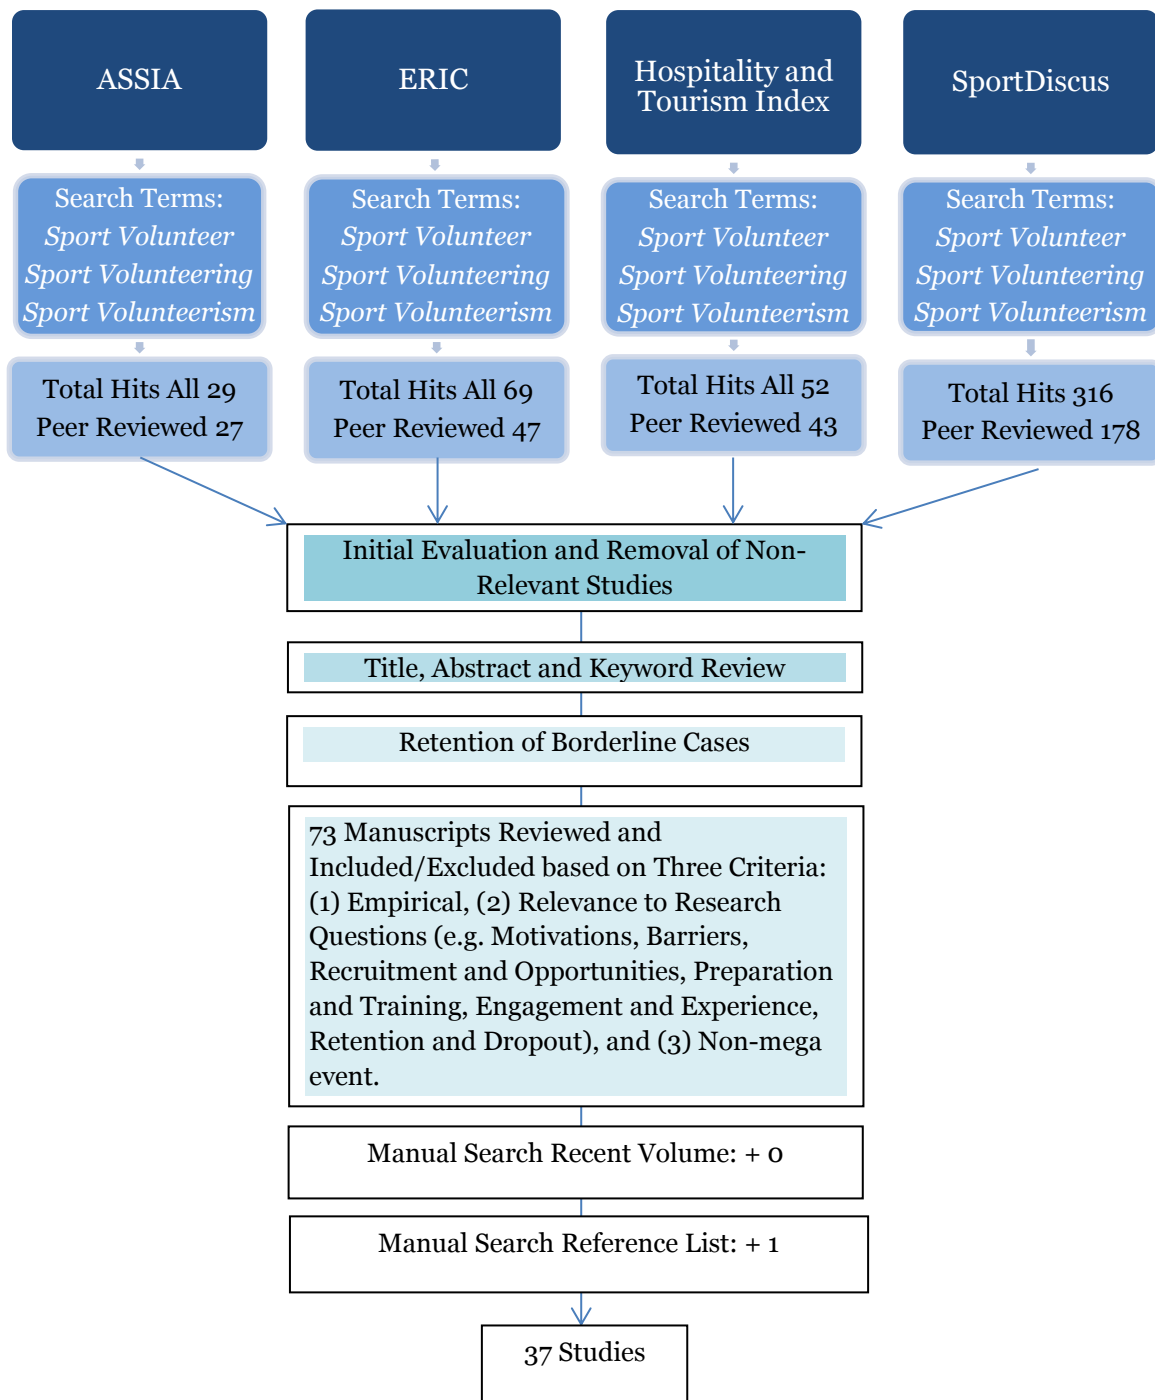 ASSIA
ERIC
Hospitality and
Tourism Index
SportDiscus
Search Terms:
Sport Volunteer
Sport Volunteering
Sport Volunteerism
Search Terms:
Sport Volunteer
Sport Volunteering
Sport Volunteerism
Search Terms:
Sport Volunteer
Sport Volunteering
Sport Volunteerism
Search Terms:
Sport Volunteer
Sport Volunteering
Sport Volunteerism
Total Hits All 29
Peer Reviewed 27
Total Hits All 69
Peer Reviewed 47
Total Hits All 52
Peer Reviewed 43
Total Hits 316
Peer Reviewed 178
Initial Evaluation and Removal of Non-
Relevant Studies
Title, Abstract and Keyword Review
Retention of Borderline Cases
73 Manuscripts Reviewed and
Included/Excluded based on Three Criteria:
(1) Empirical, (2) Relevance to Research
Questions (e.g. Motivations, Barriers,
Recruitment and Opportunities, Preparation
and Training, Engagement and Experience,
Retention and Dropout), and (3) Non-mega
event.
Manual Search Recent Volume: + 0
Manual Search Reference List: + 1
37 Studies